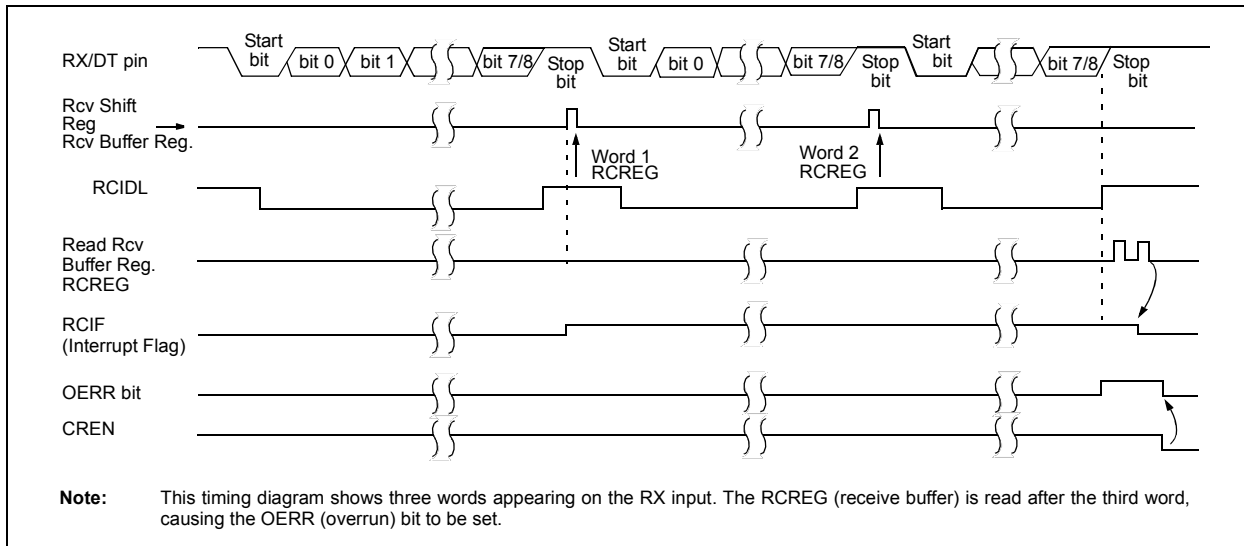 RX/DT pin
Start
bit
bit 0
bit 1
bit 7/8
Stop
bit
Start
bit
bit 0
bit 7/8
Stop
bit
Start
bit
bit 7/8
Stop
bit
Rcv Shift
Reg
Rcv Buffer Reg.
Word 1
RCREG
Word 2
RCREG
RCIDL
Read Rcv
Buffer Reg.
RCREG
RCIF
(Interrupt Flag)
OERR bit
CREN
Note: This timing diagram shows three words appearing on the RX input. The RCREG (receive buffer) is read after the third word,
causing the OERR (overrun) bit to be set.